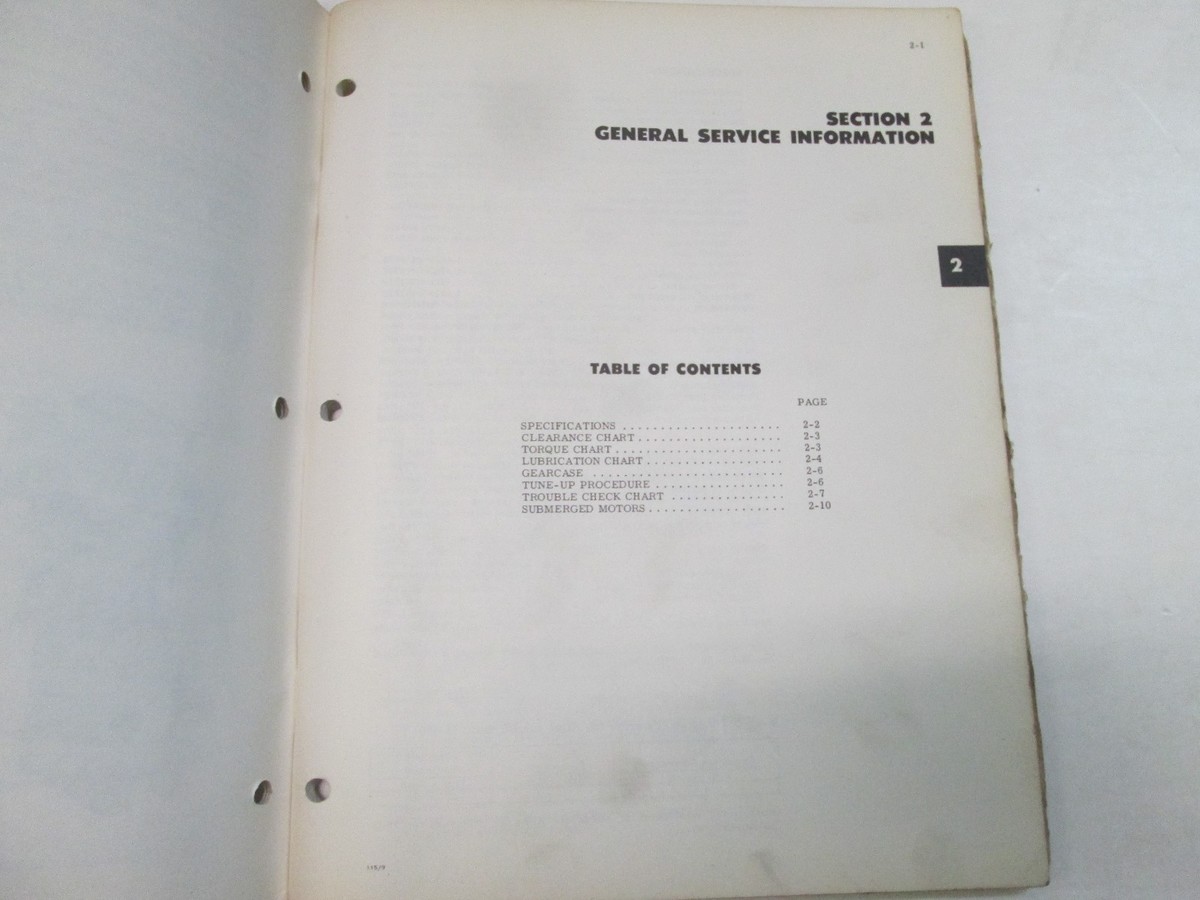 2-1
SECTION 2
GENERAL SERVICE INFORMATION
2
TABLE OF CONTENTS
PAGE
SPECIFICATIONS . . . . . . . . . . . . . . . . . . . . . 2-2
CLEARANCE CHART . . . . . . . . . . . . . . . . . . . 2-3
TORQUE CHART . . . . . . . . . . . . . . . . . . . . . . 2-3
LUBRICATION CHART . . . . . . . . . . . . . . . . . . 2-4
GEARCASE . . . . . . . . . . . . . . . . . . . . . . . . . 2-6
TUNE-UP PROCEDURE . . . . . . . . . . . . . . . . . 2-6
TROUBLE CHECK CHART . . . . . . . . . . . . . . . 2-7
SUBMERGED MOTORS . . . . . . . . . . . . . . . . . . 2-10